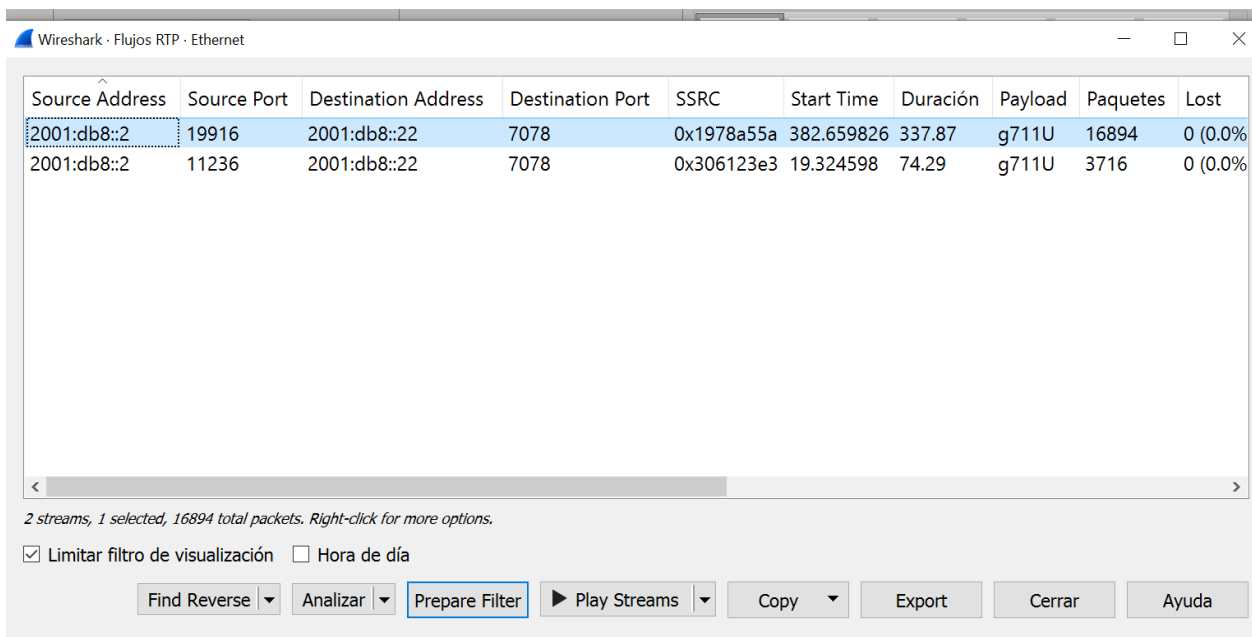 Wireshark · Flujos RTP · Ethernet
Source Address Source Port Destination Address Destination Port SSRC Start Time Duración Payload Paquetes Lost
2001:db8::2 19916 2001:db8::22 7078 0x1978a55a 382.659826 337.87 g711U 16894 0 (0.0%
2001:db8::2 11236 2001:db8::22 7078 0x306123e3 19.324598 74.29 g711U 3716 0 (0.0%
2 streams, 1 selected, 16894 total packets. Right-click for more options.
Limitar filtro de visualización Hora de día
Find Reverse Analizar Prepare Filter Play Streams Copy Export Cerrar Ayuda